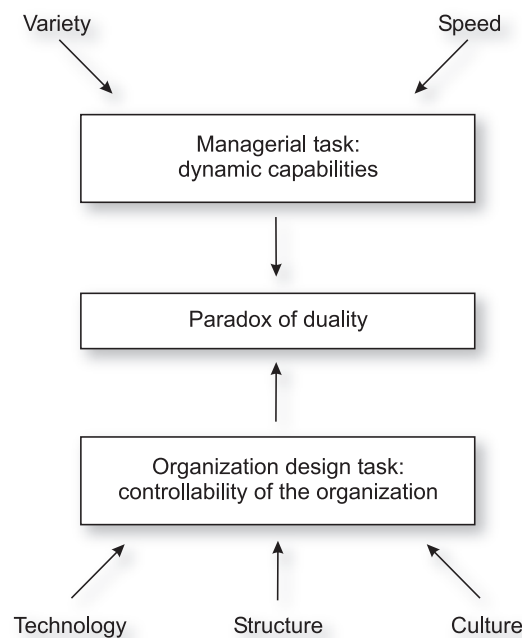 Variety
Speed
Managerial task:
dynamic capabilities
Paradox of duality
Organization design task:
controllability of the organization
Technology
Structure
Culture